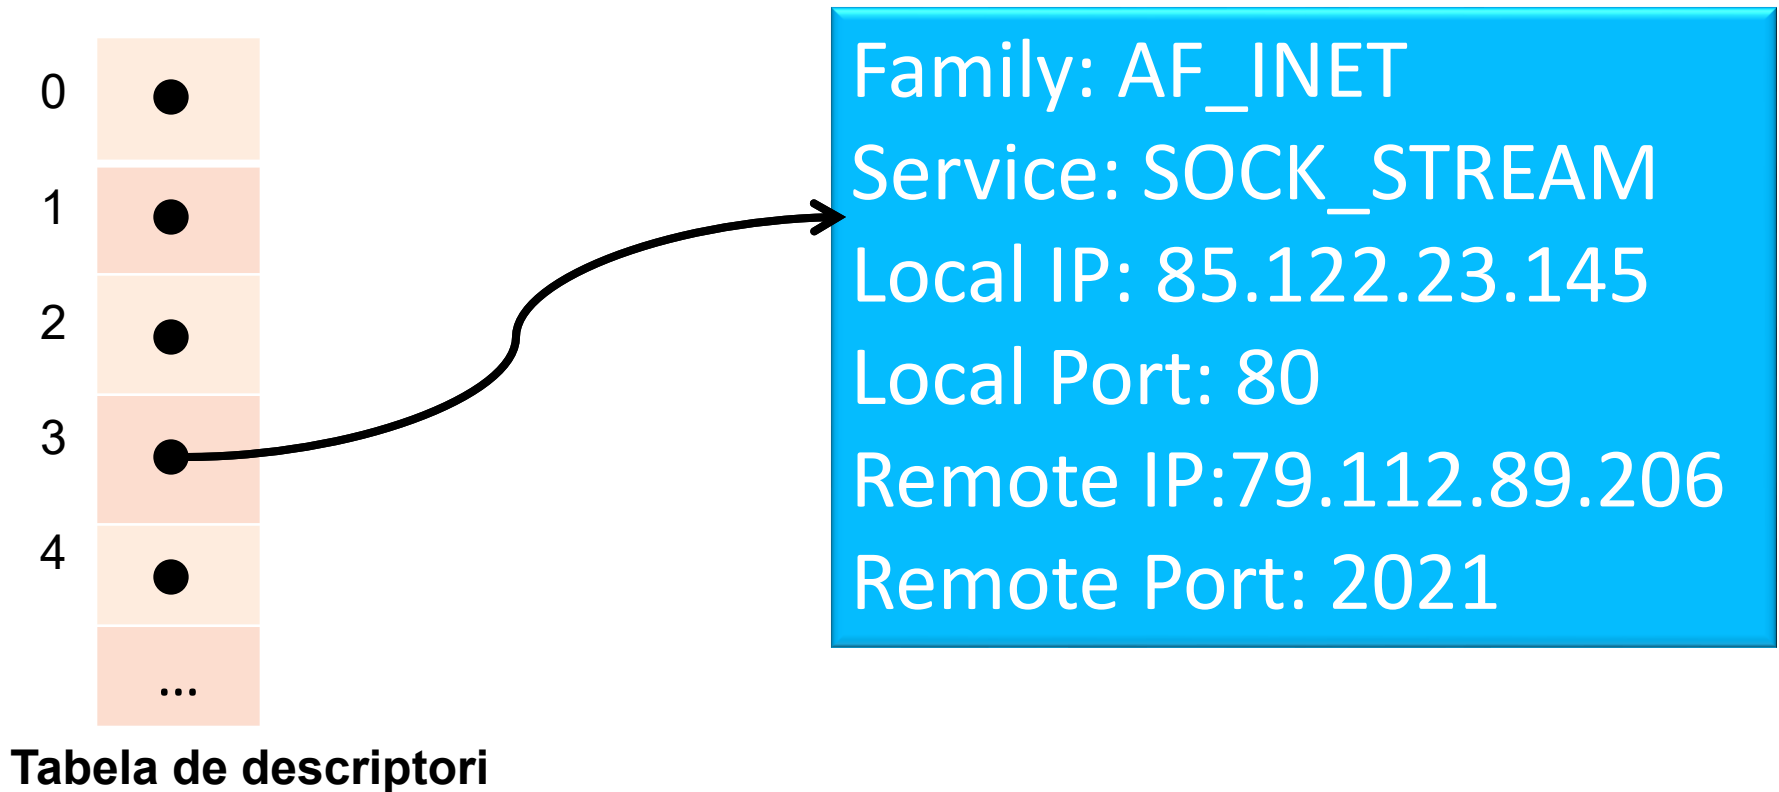 0
1
2
3
4
...
Tabela de descriptori
Family: AF_INET
Service: SOCK_STREAM
Local IP: 85.122.23.145
Local Port: 80
Remote IP:79.112.89.206
Remote Port: 2021